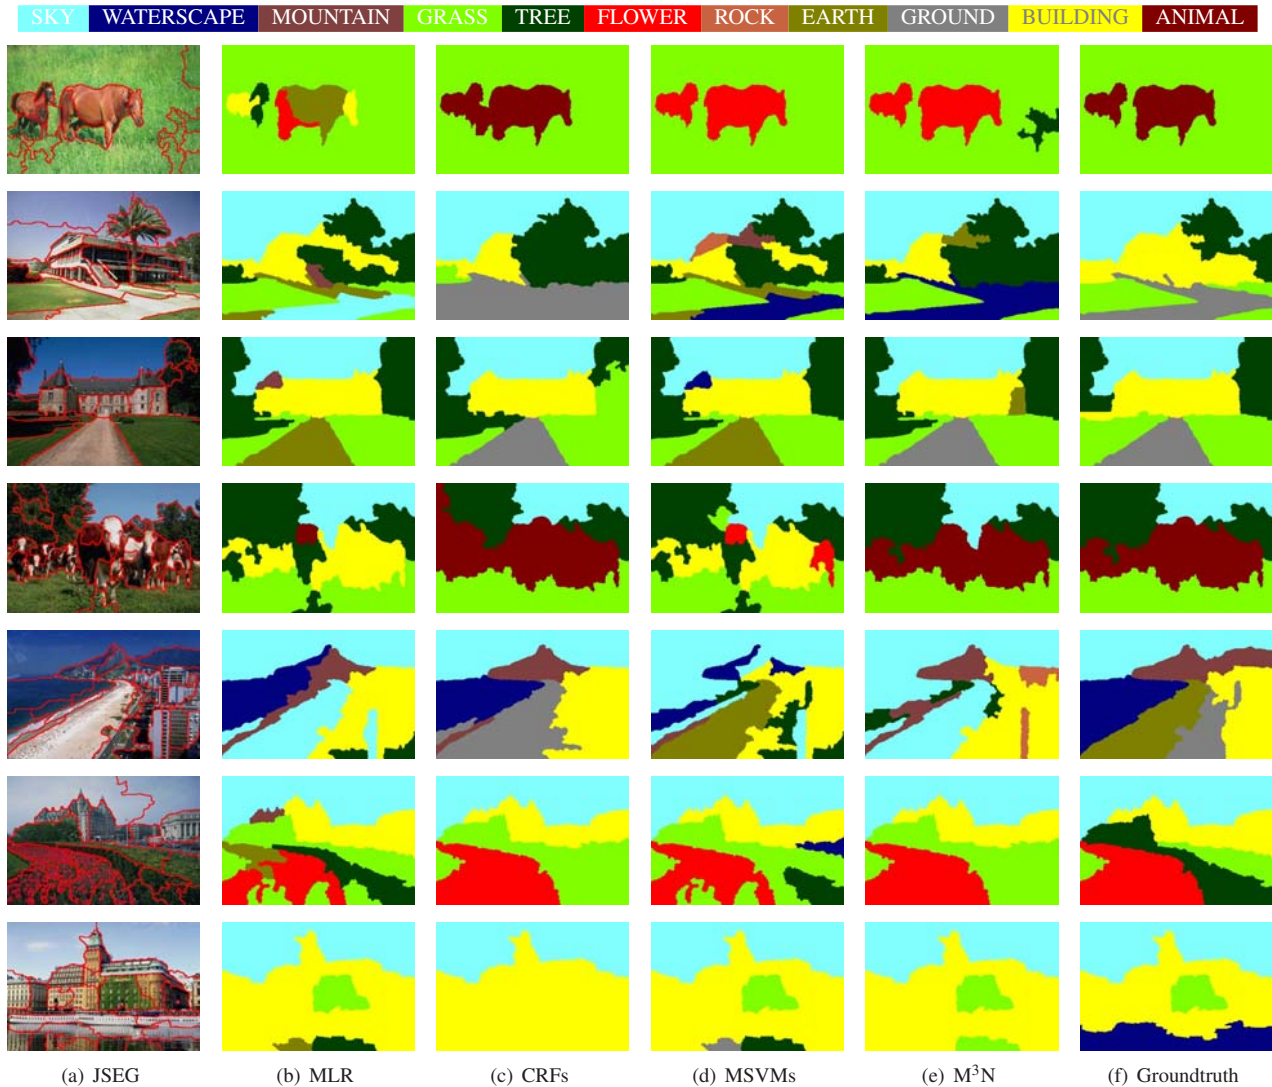 SKY WATERSCAPE MOUNTAIN GRASS TREE FLOWER ROCK EARTH GROUND BUILDING ANIMAL
(a) JSEG (b) MLR (c) CRFs (d) MSVMs (e) M³N (f) Groundtruth